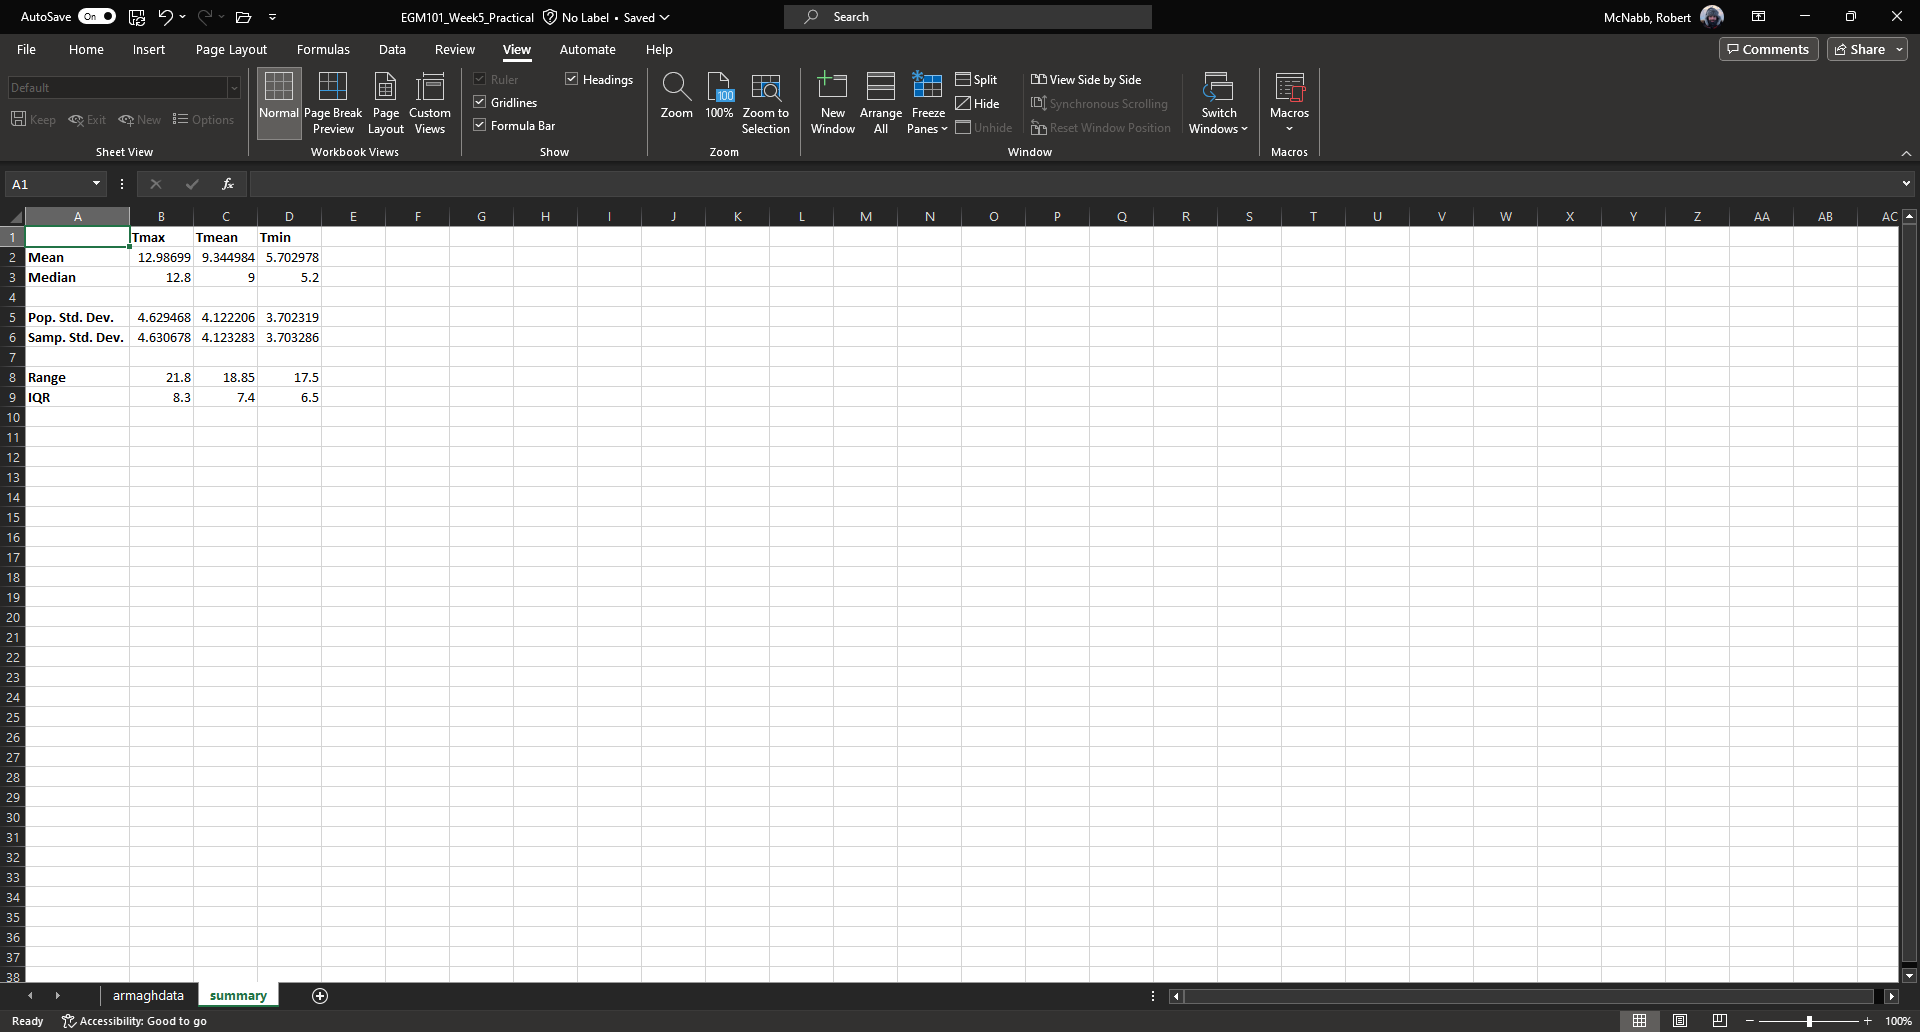 AutoSave On EGM101_Week5_Practical No Label • Saved Search McNabb, Robert
File Home Insert Page Layout Formulas Data Review View Automate Help Comments Share
Default
Keep Exit New Options
Sheet View
Normal
Page Break Preview
Page Layout
Custom Views
Workbook Views
Ruler Headings
Gridlines
Formula Bar
Show
Zoom
100
100%
Zoom to Selection
Zoom
New Window
Arrange All
Freeze Panes
Split
Hide
Unhide
View Side by Side
Synchronous Scrolling
Reset Window Position
Switch Windows
Window
Macros
Macros
A1 fx
A B C D E F G H I J K L M N O P Q R S T U V W X Y Z AA AB AC
1 Tmax Tmean Tmin
2 Mean 12.98699 9.344984 5.702978
3 Median 12.8 9 5.2
4
5 Pop. Std. Dev. 4.629468 4.122206 3.702319
6 Samp. Std. Dev. 4.630678 4.123283 3.703286
7
8 Range 21.8 18.85 17.5
9 IQR 8.3 7.4 6.5
10
11
12
13
14
15
16
17
18
19
20
21
22
23
24
25
26
27
28
29
30
31
32
33
34
35
36
37
38
armaghdata summary
Ready Accessibility: Good to go 100%